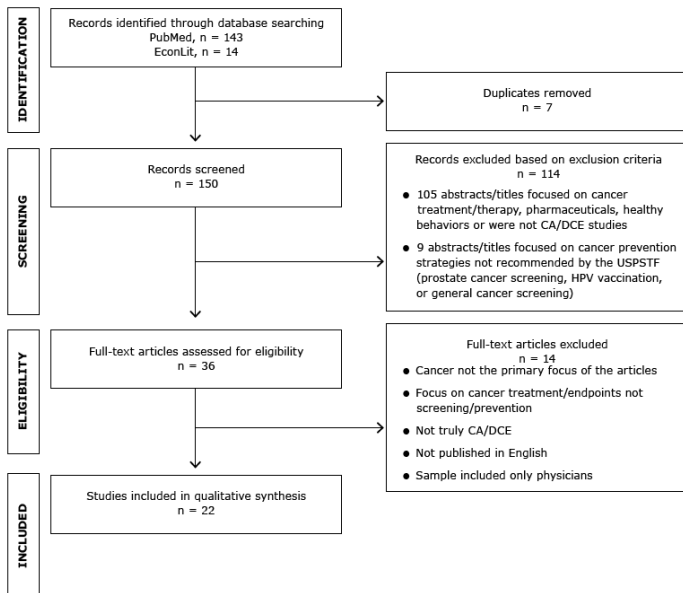 IDENTIFICATION
Records identified through database searching
PubMed, n = 143
EconLit, n = 14
Duplicates removed
n = 7
SCREENING
Records screened
n = 150
Records excluded based on exclusion criteria
n = 114
● 105 abstracts/titles focused on cancer
treatment/therapy, pharmaceuticals, healthy
behaviors or were not CA/DCE studies
● 9 abstracts/titles focused on cancer prevention
strategies not recommended by the USPSTF
(prostate cancer screening, HPV vaccination,
or general cancer screening)
ELIGIBILITY
Full-text articles assessed for eligibility
n = 36
Full-text articles excluded
n = 14
● Cancer not the primary focus of the articles
● Focus on cancer treatment/endpoints not
screening/prevention
● Not truly CA/DCE
● Not published in English
● Sample included only physicians
INCLUDED
Studies included in qualitative synthesis
n = 22